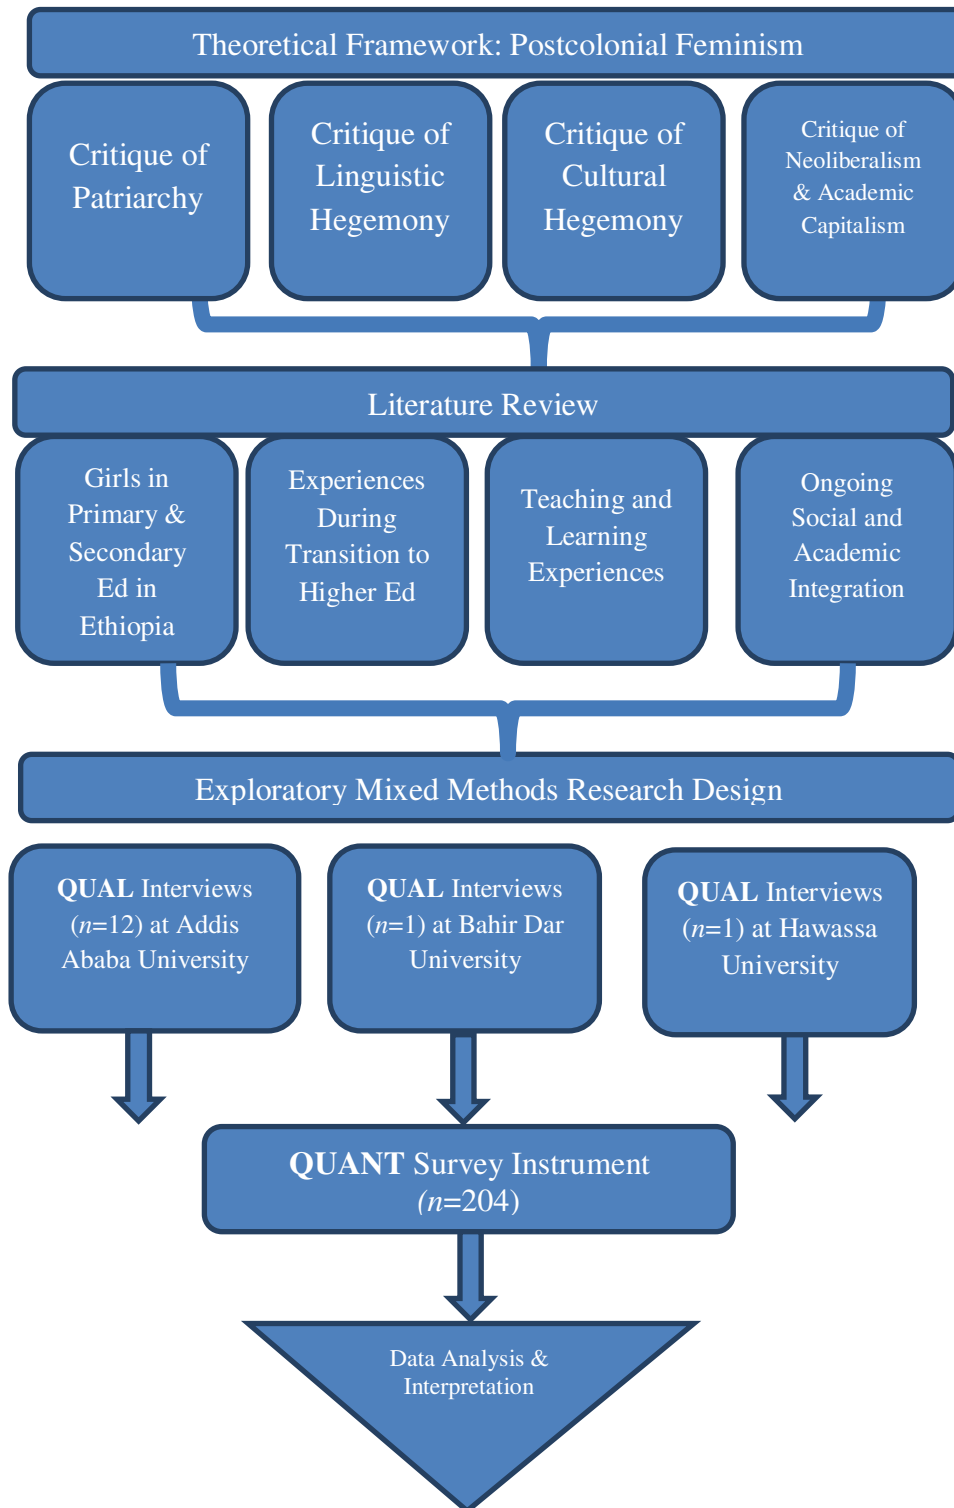 Theoretical Framework: Postcolonial Feminism
Critique of
Patriarchy
Critique of
Linguistic
Hegemony
Critique of
Cultural
Hegemony
Critique of
Neoliberalism
& Academic
Capitalism
Literature Review
Girls in
Primary &
Secondary
Ed in
Ethiopia
Experiences
During
Transition to
Higher Ed
Teaching and
Learning
Experiences
Ongoing
Social and
Academic
Integration
Exploratory Mixed Methods Research Design
QUAL Interviews
(n=12) at Addis
Ababa University
QUAL Interviews
(n=1) at Bahir Dar
University
QUAL Interviews
(n=1) at Hawassa
University
QUANT Survey Instrument
(n=204)
Data Analysis &
Interpretation